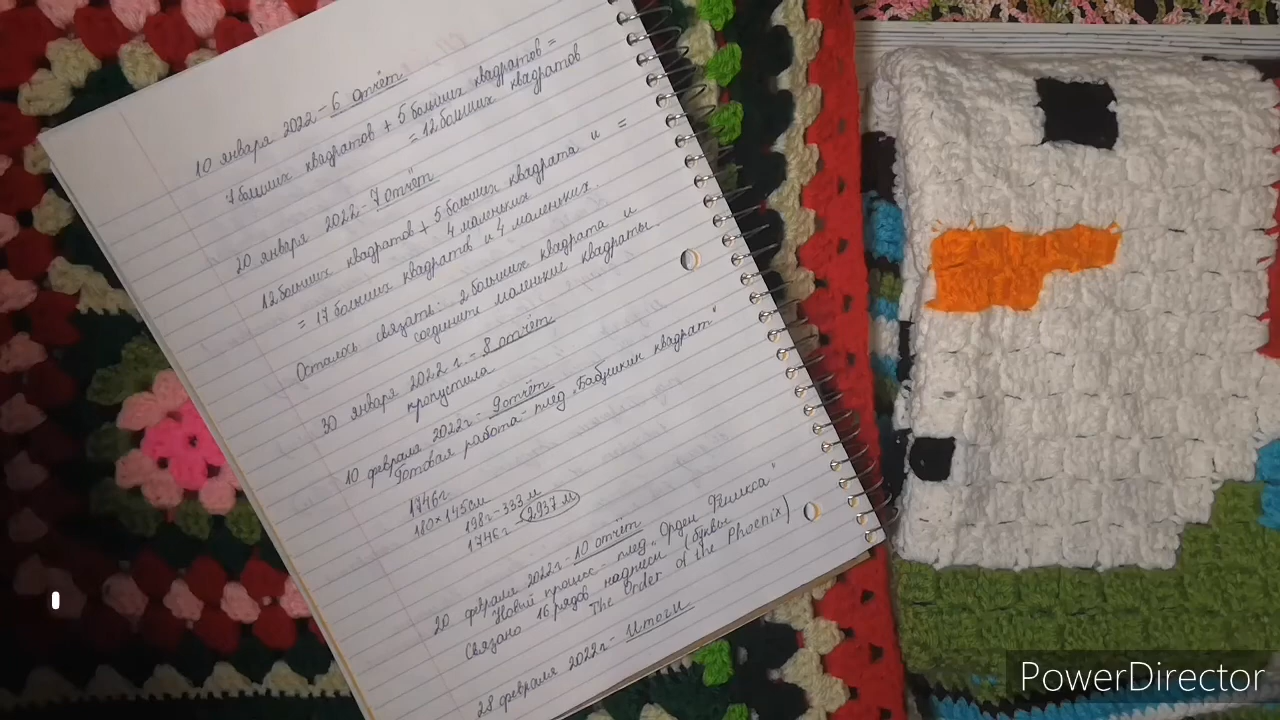 10 января 2022 - 6 отчёт
7 больших квадратов + 5 больших квадратов =
= 12 больших квадратов
20 января 2022 - 7 отчёт
12 больших квадратов + 5 больших квадрата и =
4 маленьких
= 17 больших квадратов и 4 маленьких.
Осталось связать: 2 больших квадрата и
соединить маленькие квадраты.
30 января 2022 г. - 8 отчёт
пропустила
10 февраля 2022г - 9 отчёт
Готовая работа - плед „Бабушкин квадрат"
1746г
180×145см
198г - 333 м
1746г - 2937 м
20 февраля 2022г - 10 отчёт
Новый процесс - плед „Орден Феникса"
Связано 16 рядов надписи (буквы
The Order of the Phoenix)
28 февраля 2022г - Итоги.
PowerDirector